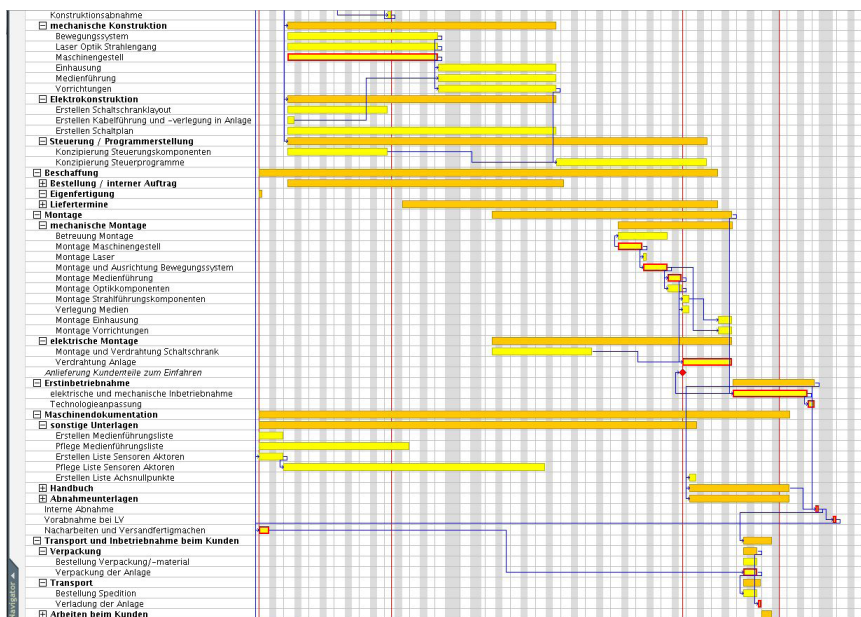 Konstruktionsabnahme
mechanische Konstruktion
Bewegungssystem
Laser Optik Strahlengang
Maschinengestell
Einhausung
Medienführung
Vorrichtungen
Elektrokonstruktion
Erstellen Schaltschranklayout
Erstellen Kabelführung und -verlegung in Anlage
Erstellen Schaltplan
Steuerung / Programmerstellung
Konzipierung Steuerungskomponenten
Konzipierung Steuerprogramme
Beschaffung
Bestellung / interner Auftrag
Eigenfertigung
Liefertermine
Montage
mechanische Montage
Betreuung Montage
Montage Maschinengestell
Montage Laser
Montage und Ausrichtung Bewegungssystem
Montage Medienführung
Montage Optikkomponenten
Montage Strahlführungskomponenten
Verlegung Medien
Montage Einhausung
Montage Vorrichtungen
elektrische Montage
Montage und Verdrahtung Schaltschrank
Verdrahtung Anlage
Anlieferung Kundenteile zum Einfahren
Erstinbetriebnahme
elektrische und mechanische Inbetriebnahme
Technologieanpassung
Maschinendokumentation
sonstige Unterlagen
Erstellen Medienführungsliste
Pflege Medienführungsliste
Erstellen Liste Sensoren Aktoren
Pflege Liste Sensoren Aktoren
Erstellen Liste Achsnullpunkte
Handbuch
Abnahmeunterlagen
Interne Abnahme
Vorabnahme bei LV
Nacharbeiten und Versandfertigmachen
Transport und Inbetriebnahme beim Kunden
Verpackung
Bestellung Verpackung/-material
Verpackung der Anlage
Transport
Bestellung Spedition
Verladung der Anlage
Arbeiten beim Kunden
Navigator